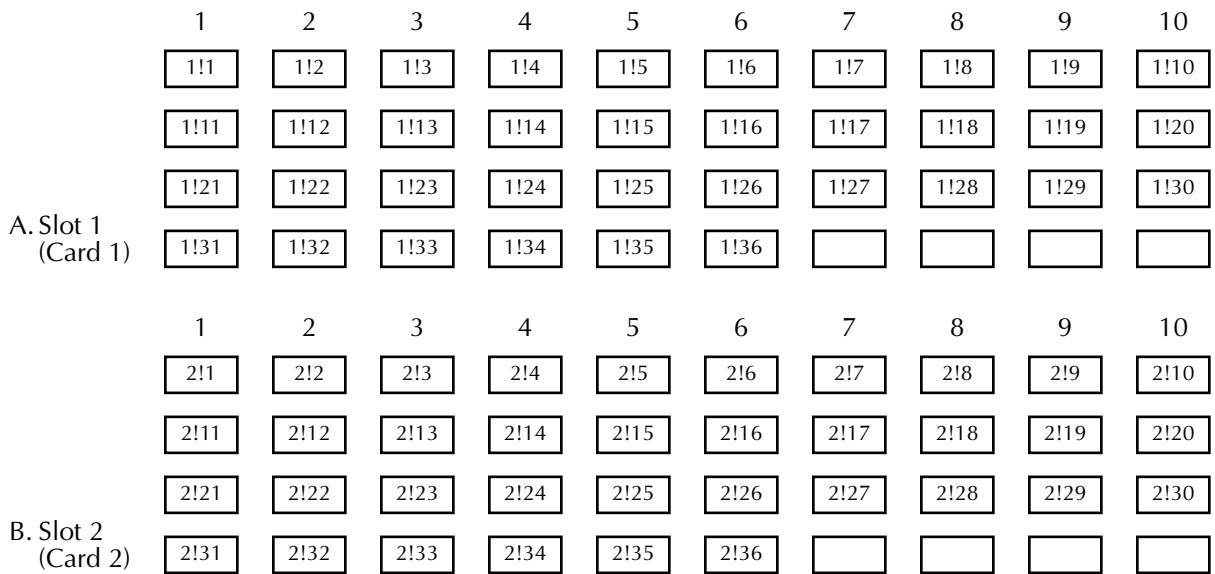 1 2 3 4 5 6 7 8 9 10
1!1 1!2 1!3 1!4 1!5 1!6 1!7 1!8 1!9 1!10
1!11 1!12 1!13 1!14 1!15 1!16 1!17 1!18 1!19 1!20
1!21 1!22 1!23 1!24 1!25 1!26 1!27 1!28 1!29 1!30
A. Slot 1
(Card 1) 1!31 1!32 1!33 1!34 1!35 1!36
1 2 3 4 5 6 7 8 9 10
2!1 2!2 2!3 2!4 2!5 2!6 2!7 2!8 2!9 2!10
2!11 2!12 2!13 2!14 2!15 2!16 2!17 2!18 2!19 2!20
2!21 2!22 2!23 2!24 2!25 2!26 2!27 2!28 2!29 2!30
B. Slot 2
(Card 2) 2!31 2!32 2!33 2!34 2!35 2!36